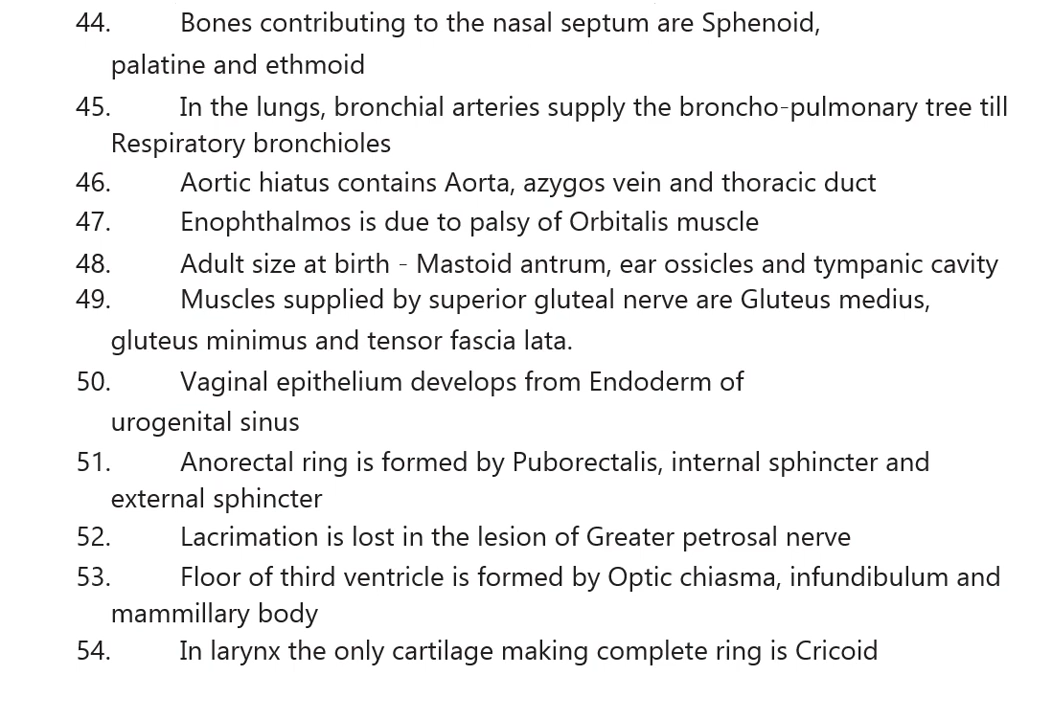 44. Bones contributing to the nasal septum are Sphenoid,
palatine and ethmoid
45. In the lungs, bronchial arteries supply the broncho-pulmonary tree till
Respiratory bronchioles
46. Aortic hiatus contains Aorta, azygos vein and thoracic duct
47. Enophthalmos is due to palsy of Orbitalis muscle
48. Adult size at birth - Mastoid antrum, ear ossicles and tympanic cavity
49. Muscles supplied by superior gluteal nerve are Gluteus medius,
gluteus minimus and tensor fascia lata.
50. Vaginal epithelium develops from Endoderm of
urogenital sinus
51. Anorectal ring is formed by Puborectalis, internal sphincter and
external sphincter
52. Lacrimation is lost in the lesion of Greater petrosal nerve
53. Floor of third ventricle is formed by Optic chiasma, infundibulum and
mammillary body
54. In larynx the only cartilage making complete ring is Cricoid